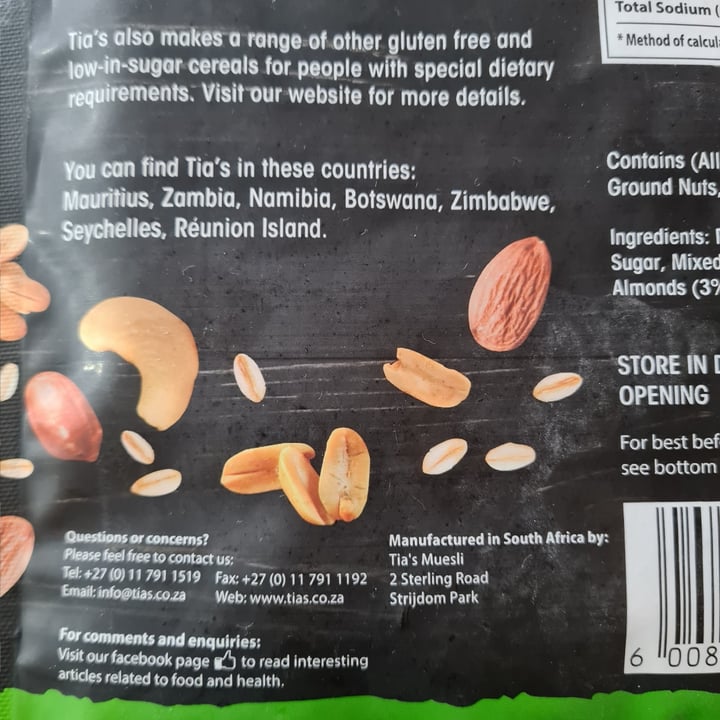 Tia's also makes a range of other gluten free and
low-in-sugar cereals for people with special dietary
requirements. Visit our website for more details.
You can find Tia's in these countries:
Mauritius, Zambia, Namibia, Botswana, Zimbabwe,
Seychelles, Réunion Island.
Questions or concerns?
Please feel free to contact us:
Tel: +27 (0) 11 791 1519 Fax: +27 (0) 11 791 1192
Email: info@tias.co.za Web: www.tias.co.za
For comments and enquiries:
Visit our facebook page to read interesting
articles related to food and health.
Manufactured in South Africa by:
Tia's Muesli
2 Sterling Road
Strijdom Park
Total Sodium (
* Method of calcul
Contains (All
Ground Nuts,
Ingredients:
Sugar, Mixed
Almonds (3%
STORE IN
OPENING
For best bef
see bottom
6 008